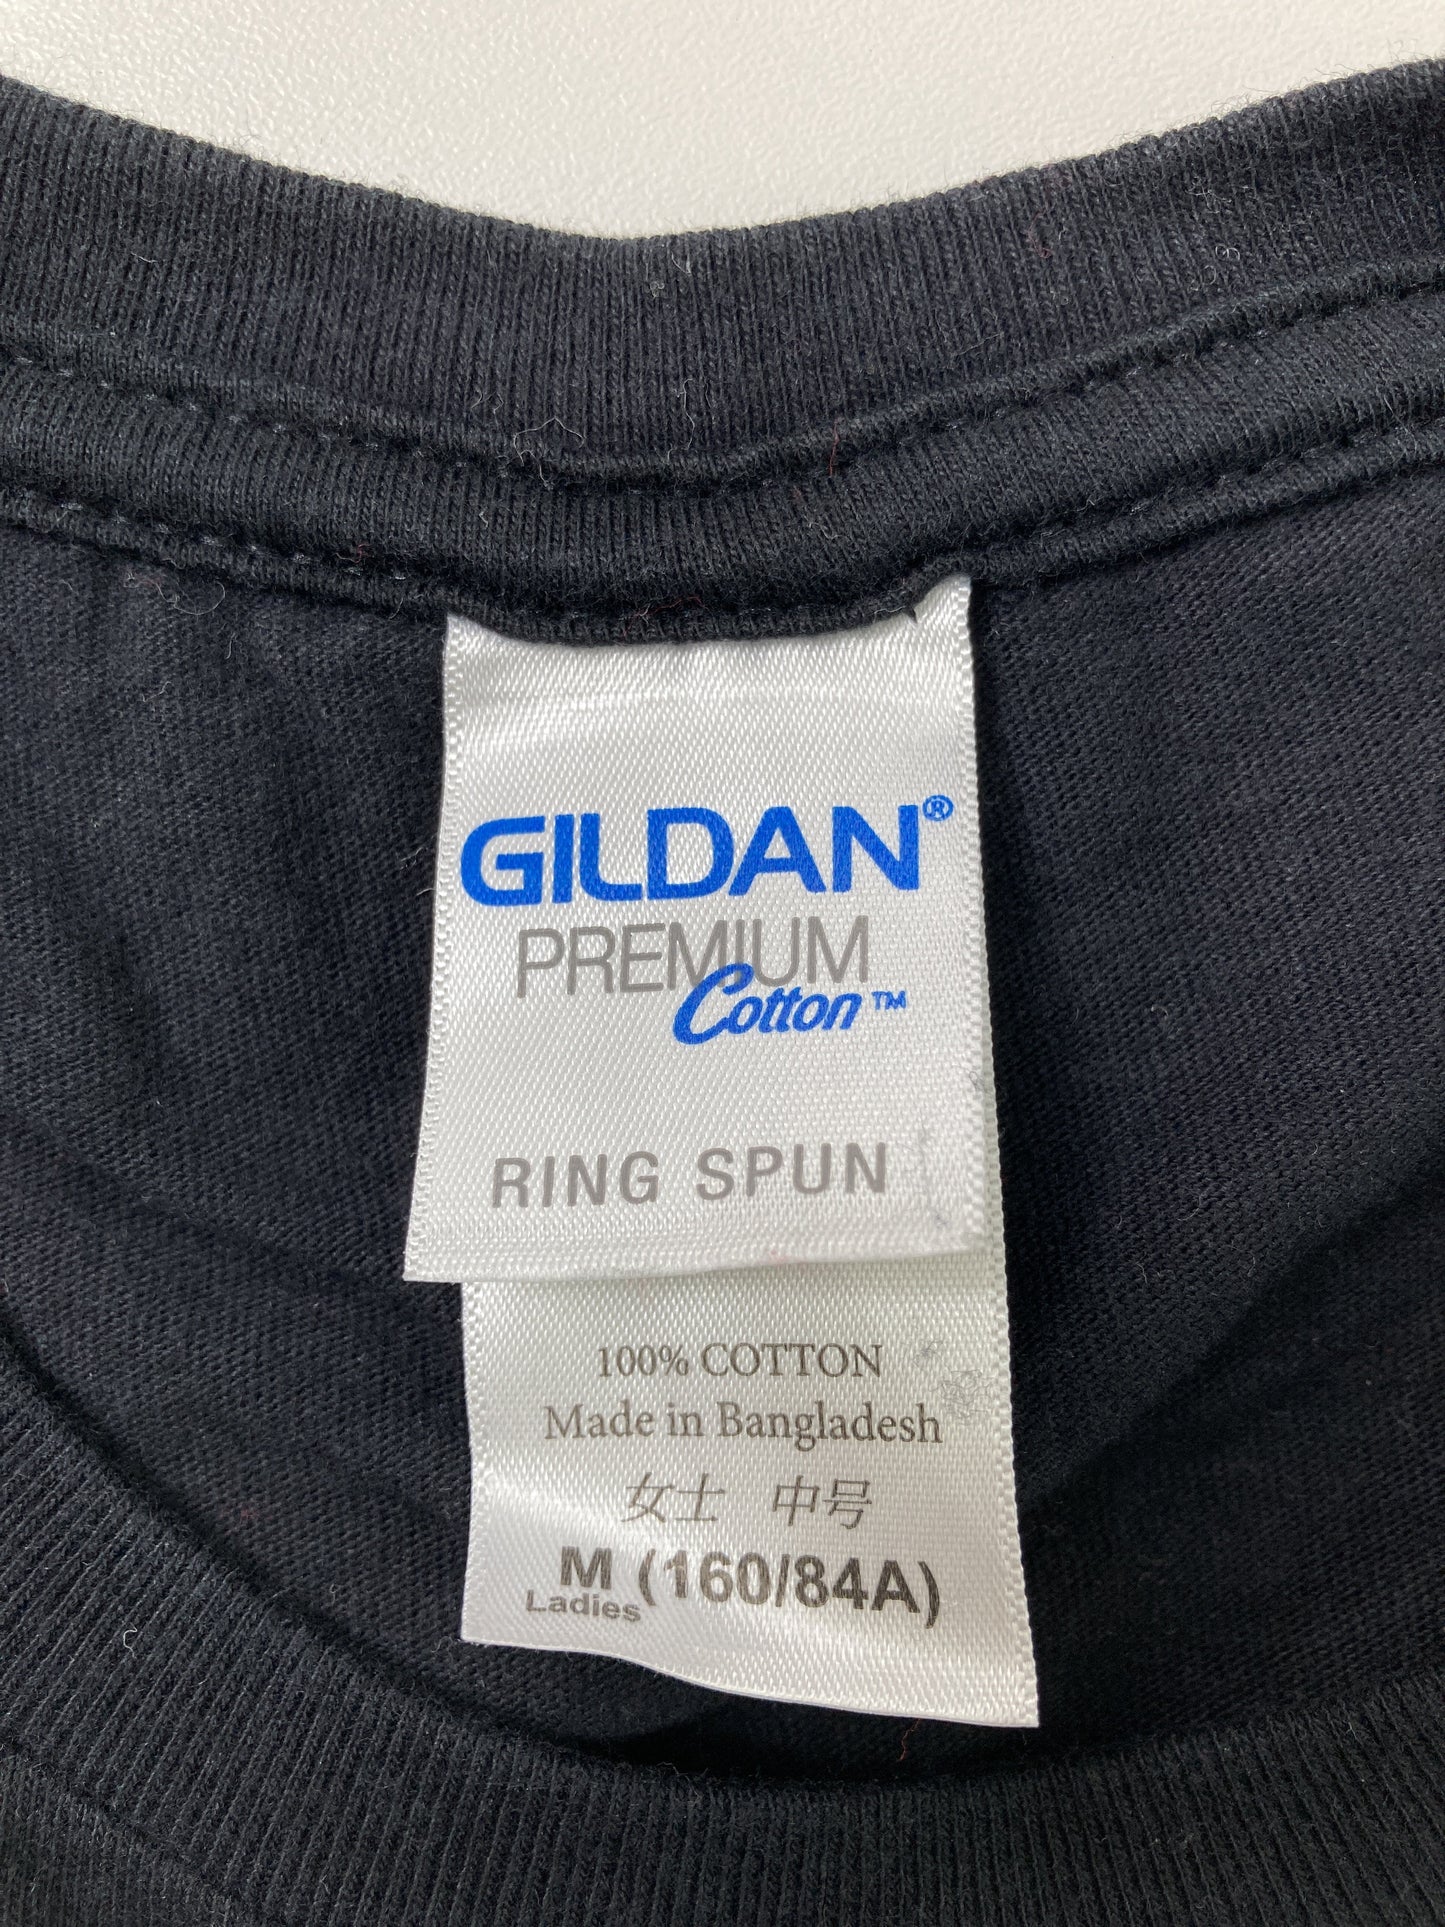 GILDAN®
PREMIUM
Cotton™
RING SPUN
100% COTTON
Made in Bangladesh
女士 中号
M (160/84A)
Ladies